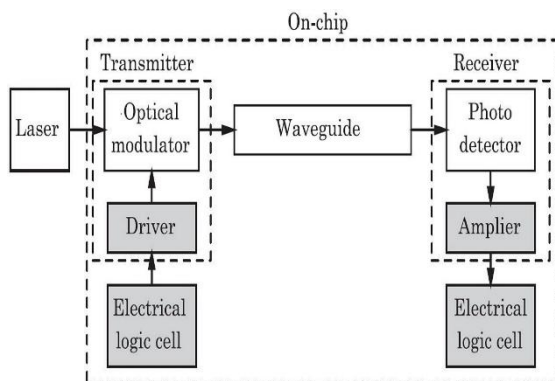 On-chip
Transmitter
Receiver
Laser
Optical
modulator
Waveguide
Photo
detector
Driver
Amplier
Electrical
logic cell
Electrical
logic cell